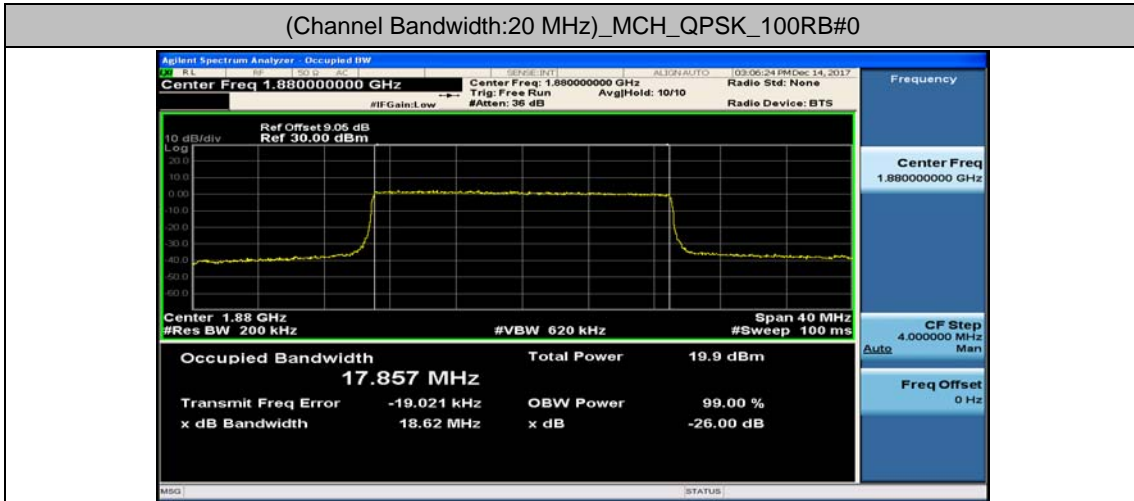 (Channel Bandwidth:20 MHz)_MCH_QPSK_100RB#0
Agilent Spectrum Analyzer - Occupied BW
RL RF 50 Ω AC SENSE:INT ALIGN AUTO 03:06:24 PM Dec 14, 2017
Center Freq 1.880000000 GHz
Center Freq: 1.880000000 GHz
Radio Std: None
Trig: Free Run Avg|Hold: 10/10
#IFGain:Low #Atten: 36 dB Radio Device: BTS
Ref Offset 9.05 dB
10 dB/div Ref 30.00 dBm
Log
20.0
10.0
0.00
-10.0
-20.0
-30.0
-40.0
-50.0
-60.0
Center 1.88 GHz Span 40 MHz
#Res BW 200 kHz #VBW 620 kHz #Sweep 100 ms
Occupied Bandwidth Total Power 19.9 dBm
17.857 MHz
Transmit Freq Error -19.021 kHz OBW Power 99.00 %
x dB Bandwidth 18.62 MHz x dB -26.00 dB
MSG STATUS
Frequency
Center Freq
1.880000000 GHz
CF Step
4.000000 MHz
Auto Man
Freq Offset
0 Hz